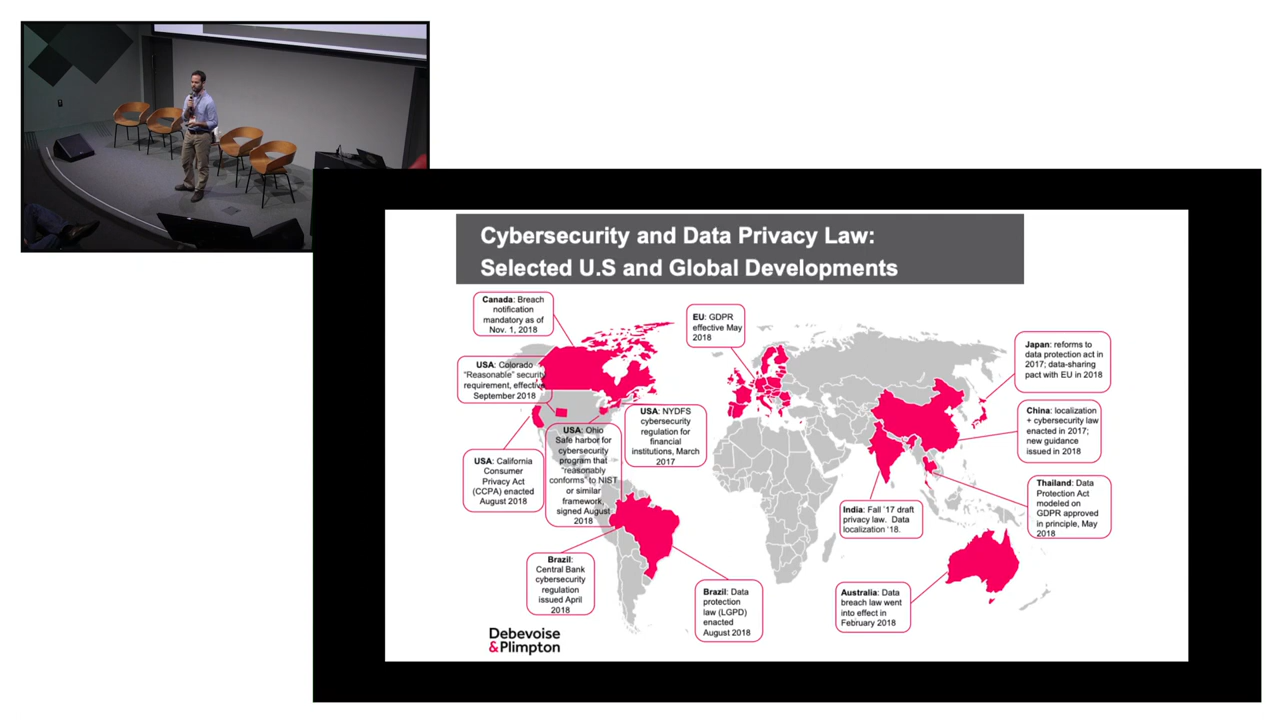 Cybersecurity and Data Privacy Law:
Selected U.S and Global Developments
Canada: Breach
notification
mandatory as of
Nov. 1, 2018
EU: GDPR
effective May
2018
Japan: reforms to
data protection act in
2017; data-sharing
pact with EU in 2018
USA: Colorado
"Reasonable" security
requirement, effective
September 2018
USA: NYDFS
cybersecurity
regulation for
financial
institutions, March
2017
China: localization
+ cybersecurity law
enacted in 2017;
new guidance
issued in 2018
USA: Ohio
Safe harbor for
cybersecurity
program that
"reasonably
conforms" to NIST
or similar
framework,
signed August
2018
USA: California
Consumer
Privacy Act
(CCPA) enacted
August 2018
Thailand: Data
Protection Act
modeled on
GDPR approved
in principle, May
2018
India: Fall '17 draft
privacy law. Data
localization '18.
Brazil:
Central Bank
cybersecurity
regulation
issued April
2018
Brazil: Data
protection
law (LGPD)
enacted
August 2018
Australia: Data
breach law went
into effect in
February 2018
Debevoise
&Plimpton